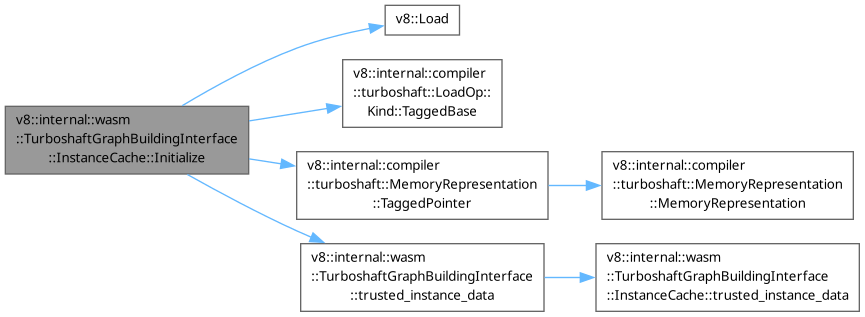 v8::Load
v8::internal::compiler
::turboshaft::LoadOp::
Kind::TaggedBase
v8::internal::wasm
::TurboshaftGraphBuildingInterface
::InstanceCache::Initialize
v8::internal::compiler
::turboshaft::MemoryRepresentation
::TaggedPointer
v8::internal::compiler
::turboshaft::MemoryRepresentation
::MemoryRepresentation
v8::internal::wasm
::TurboshaftGraphBuildingInterface
::trusted_instance_data
v8::internal::wasm
::TurboshaftGraphBuildingInterface
::InstanceCache::trusted_instance_data